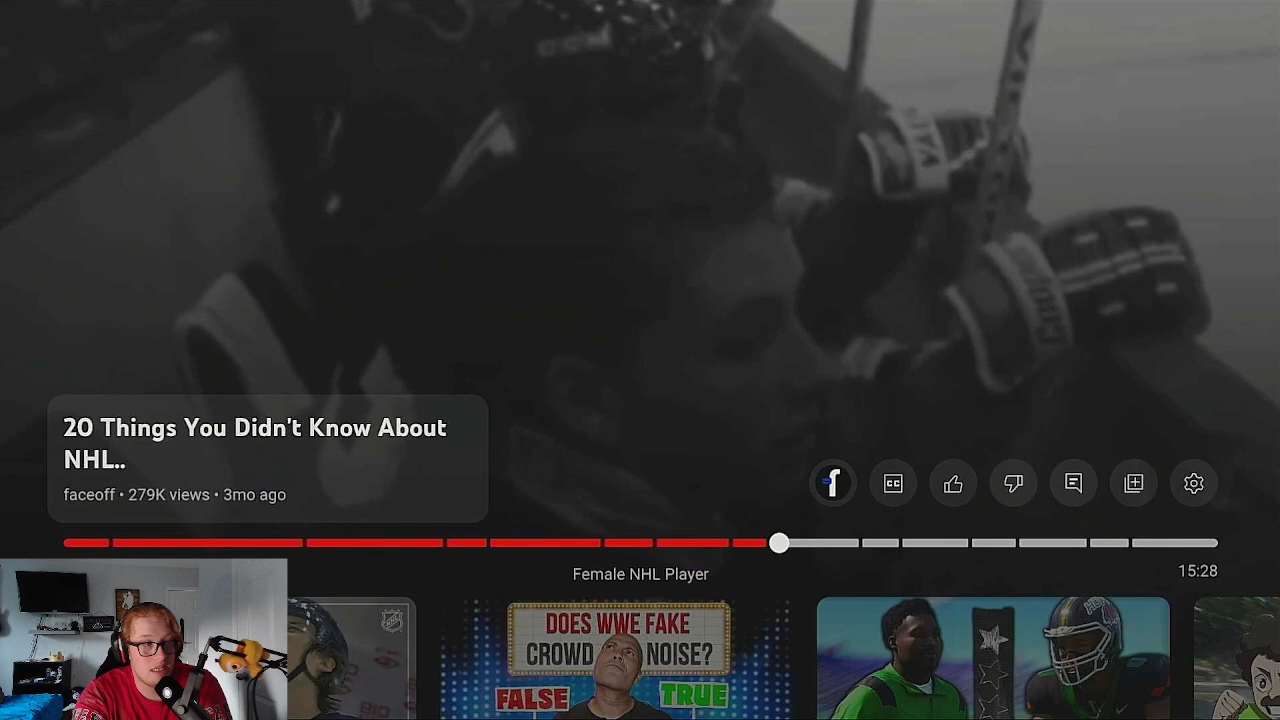 20 Things You Didn't Know About
NHL..
faceoff • 279K views • 3mo ago
CC
Female NHL Player
15:28
DOES WWE FAKE
CROWD NOISE?
FALSE
TRUE